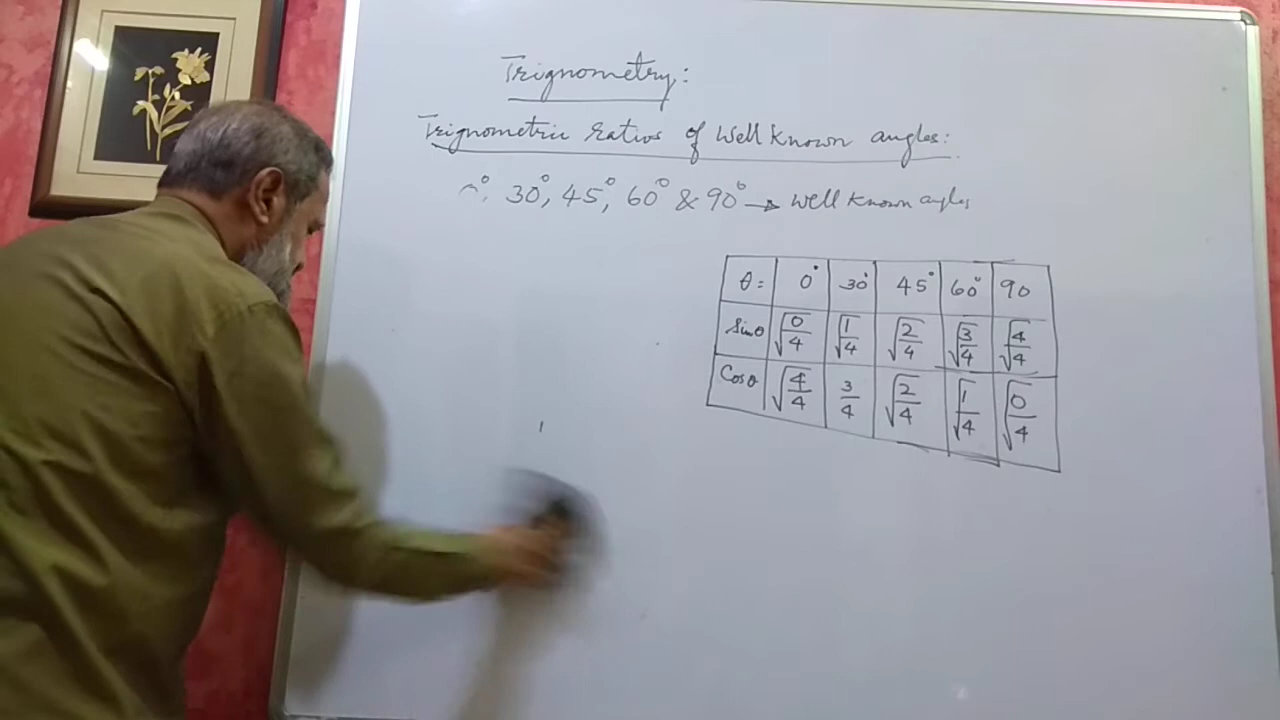 Trignometry:
Trignometric Ratios of Well Known angles:
0°, 30°, 45°, 60° & 90° → Well Known angles
θ = 0° 30° 45° 60° 90
Sinθ √0/4 √1/4 √2/4 √3/4 √4/4
Cosθ √4/4 3/4 √2/4 √1/4 √0/4